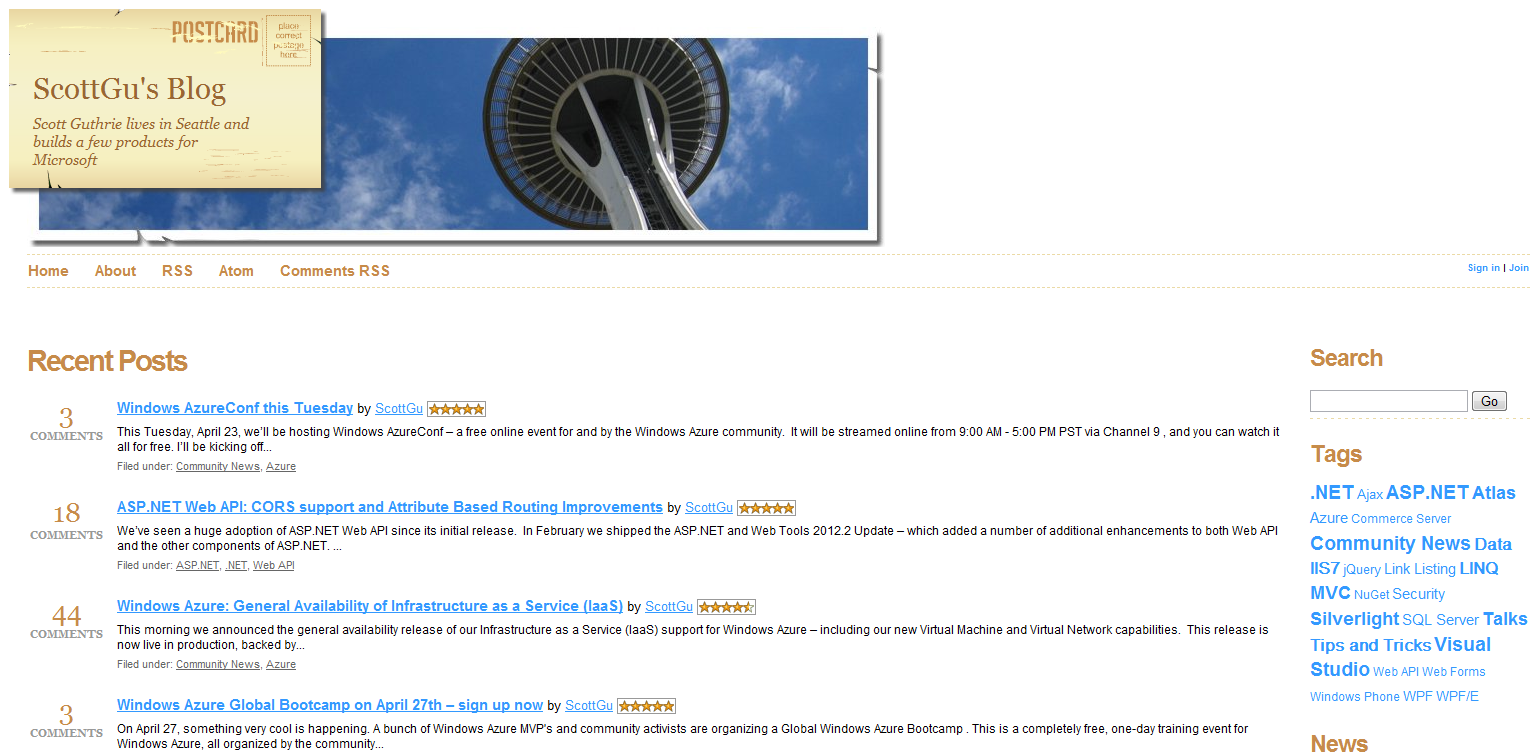 POSTCARD
place
correct
postage
here....
ScottGu's Blog
Scott Guthrie lives in Seattle and
builds a few products for
Microsoft
Home About RSS Atom Comments RSS
Sign in | Join
Recent Posts
3
COMMENTS
Windows AzureConf this Tuesday by ScottGu
This Tuesday, April 23, we’ll be hosting Windows AzureConf – a free online event for and by the Windows Azure community.  It will be streamed online from 9:00 AM - 5:00 PM PST via Channel 9 , and you can watch it
all for free. I’ll be kicking off...
Filed under: Community News, Azure
18
COMMENTS
ASP.NET Web API: CORS support and Attribute Based Routing Improvements by ScottGu
We’ve seen a huge adoption of ASP.NET Web API since its initial release.  In February we shipped the ASP.NET and Web Tools 2012.2 Update – which added a number of additional enhancements to both Web API
and the other components of ASP.NET. ...
Filed under: ASP.NET, .NET, Web API
44
COMMENTS
Windows Azure: General Availability of Infrastructure as a Service (IaaS) by ScottGu
This morning we announced the general availability release of our Infrastructure as a Service (IaaS) support for Windows Azure – including our new Virtual Machine and Virtual Network capabilities.  This release is
now live in production, backed by...
Filed under: Community News, Azure
3
COMMENTS
Windows Azure Global Bootcamp on April 27th – sign up now by ScottGu
On April 27, something very cool is happening. A bunch of Windows Azure MVP's and community activists are organizing a Global Windows Azure Bootcamp . This is a completely free, one-day training event for
Windows Azure, all organized by the community...
Search
Go
Tags
.NET Ajax ASP.NET Atlas
Azure Commerce Server
Community News Data
IIS7 jQuery Link Listing LINQ
MVC NuGet Security
Silverlight SQL Server Talks
Tips and Tricks Visual
Studio Web API Web Forms
Windows Phone WPF WPF/E
News